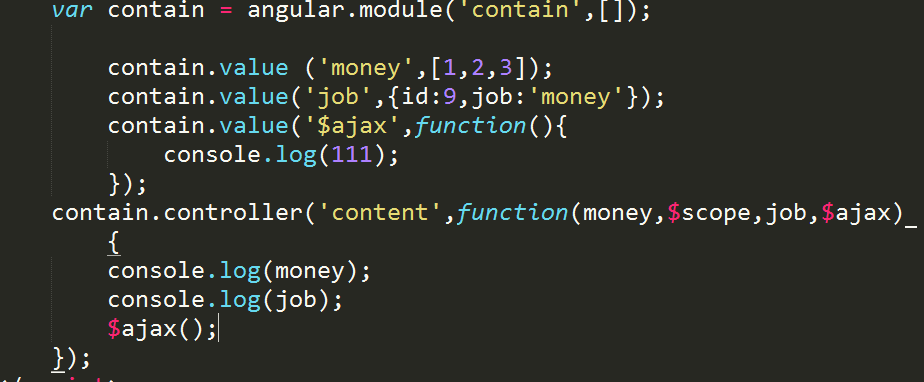 var contain = angular.module('contain',[]);
contain.value ('money',[1,2,3]);
contain.value('job',{id:9,job:'money'});
contain.value('$ajax',function(){
console.log(111);
});
contain.controller('content',function(money,$scope,job,$ajax)
{
console.log(money);
console.log(job);
$ajax();
});